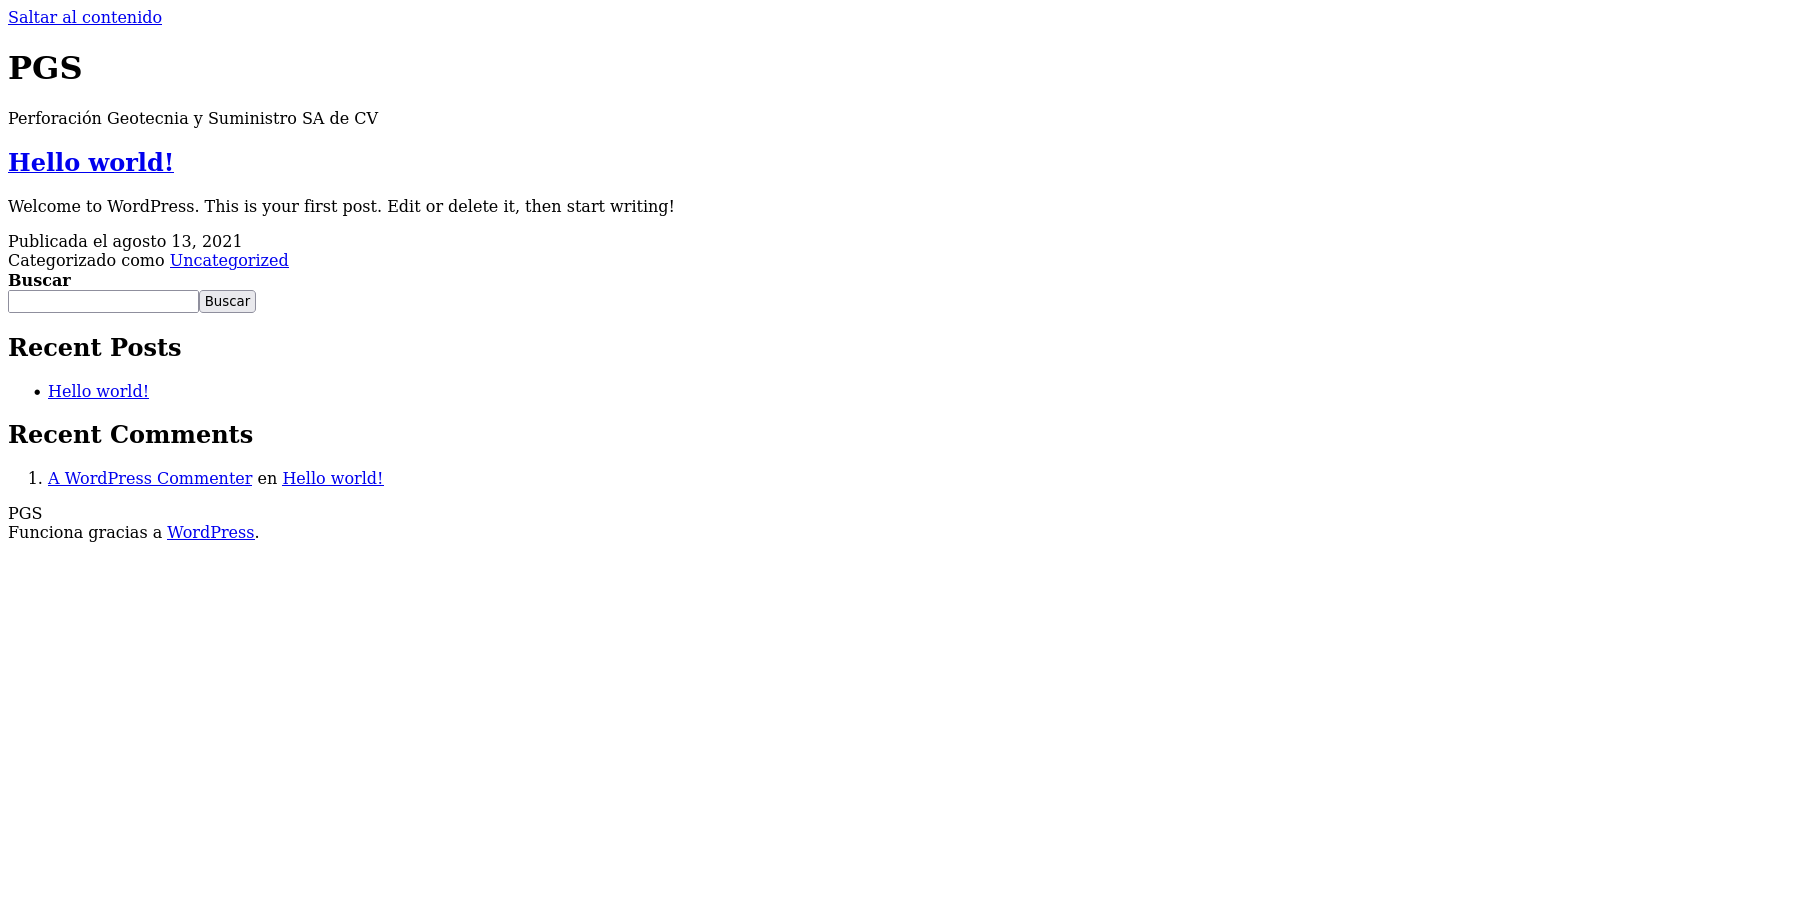 Saltar al contenido
PGS
Perforación Geotecnia y Suministro SA de CV
Hello world!
Welcome to WordPress. This is your first post. Edit or delete it, then start writing!
Publicada el agosto 13, 2021
Categorizado como Uncategorized
Buscar
Buscar
Recent Posts
• Hello world!
Recent Comments
1. A WordPress Commenter en Hello world!
PGS
Funciona gracias a WordPress.